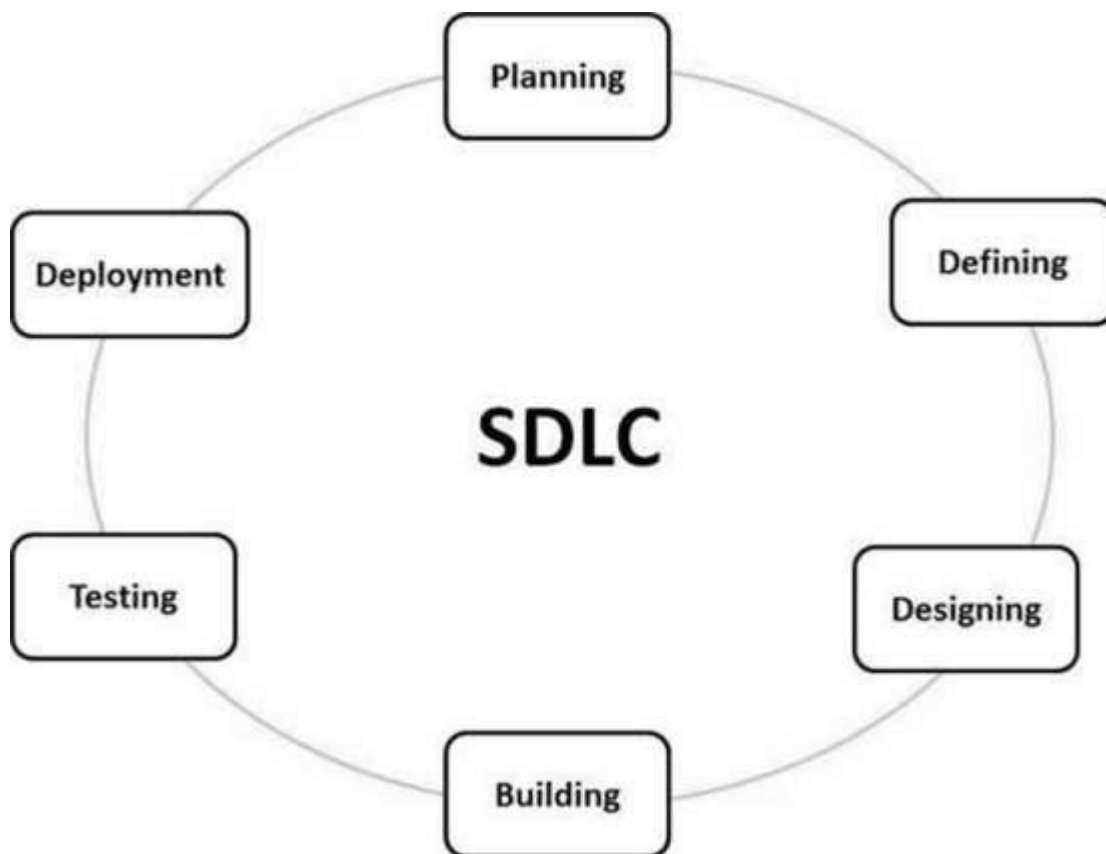 Planning
Defining
Designing
Building
Testing
Deployment
SDLC